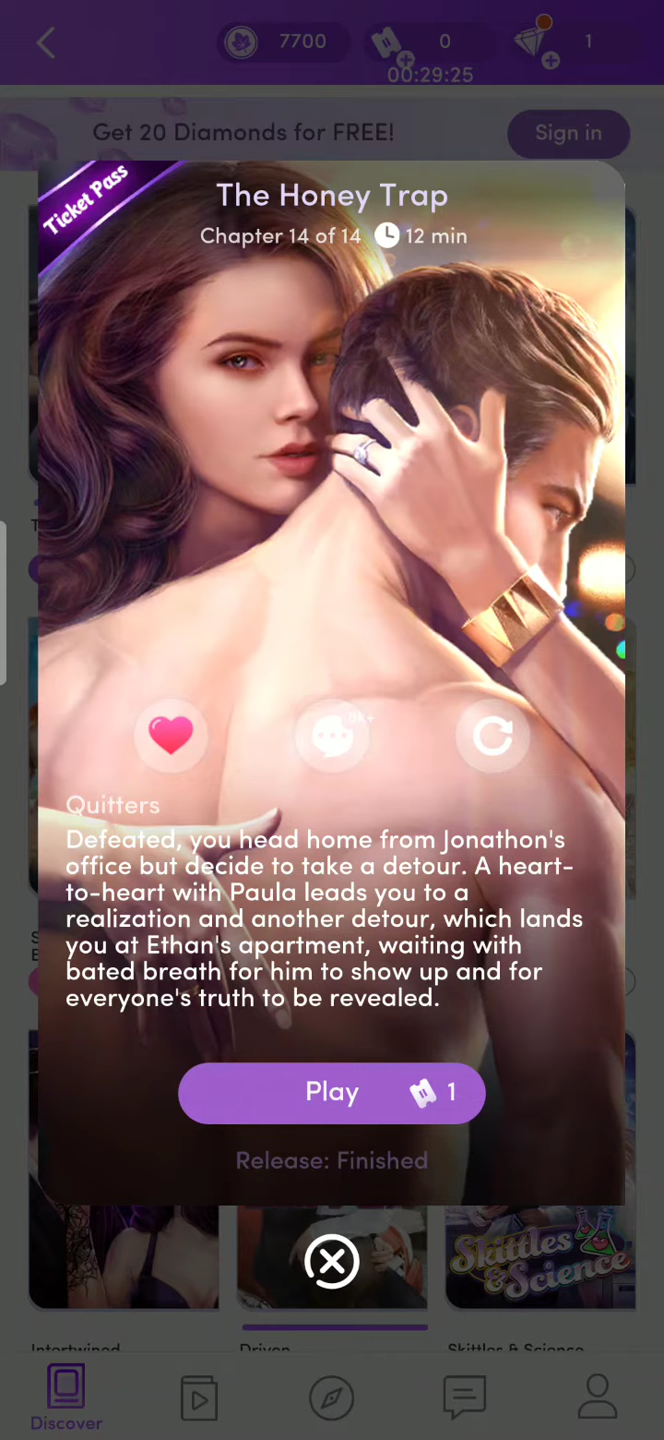 7700
0
1
00:29:25
Get 20 Diamonds for FREE!
Sign in
Ticket Pass
The Honey Trap
Chapter 14 of 14
12 min
Quitters
Defeated, you head home from Jonathon's
office but decide to take a detour. A heart-
to-heart with Paula leads you to a
realization and another detour, which lands
you at Ethan's apartment, waiting with
bated breath for him to show up and for
everyone's truth to be revealed.
Play
1
Release: Finished
Skittles
& Science
Intertwined
Driven
Skittles & Science
Discover